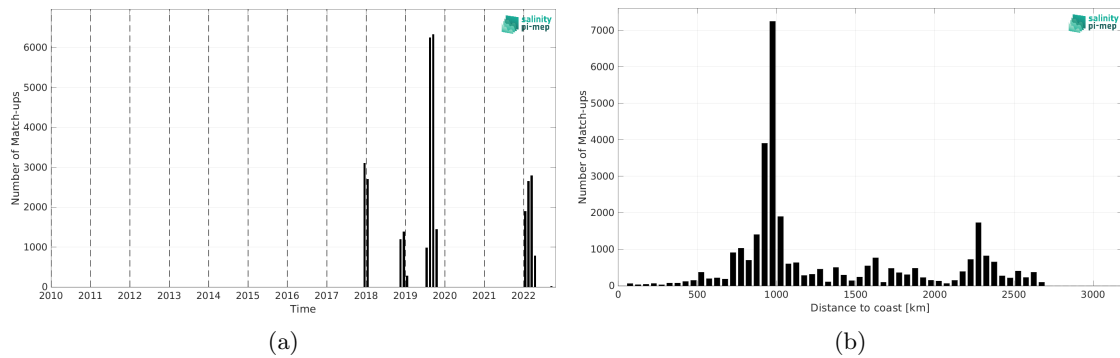 salinity
pi-mep
6000
5000
4000
3000
2000
1000
0
Number of Match-ups
2010 2011 2012 2013 2014 2015 2016 2017 2018 2019 2020 2021 2022
Time
(a)
salinity
pi-mep
7000
6000
5000
4000
3000
2000
1000
0
Number of Match-ups
0 500 1000 1500 2000 2500 3000
Distance to coast [km]
(b)